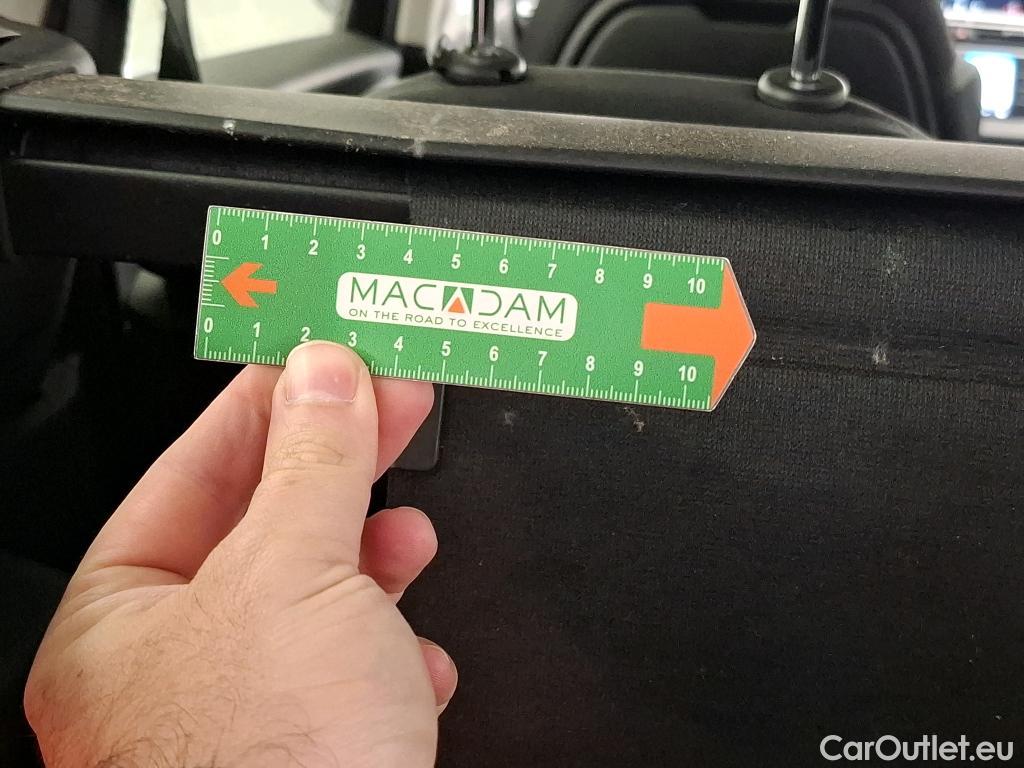 0 1 2 3 4 5 6 7 8 9 10
MACADAM
ON THE ROAD TO EXCELLENCE
0 1 2 3 4 5 6 7 8 9 10
CarOutlet.eu